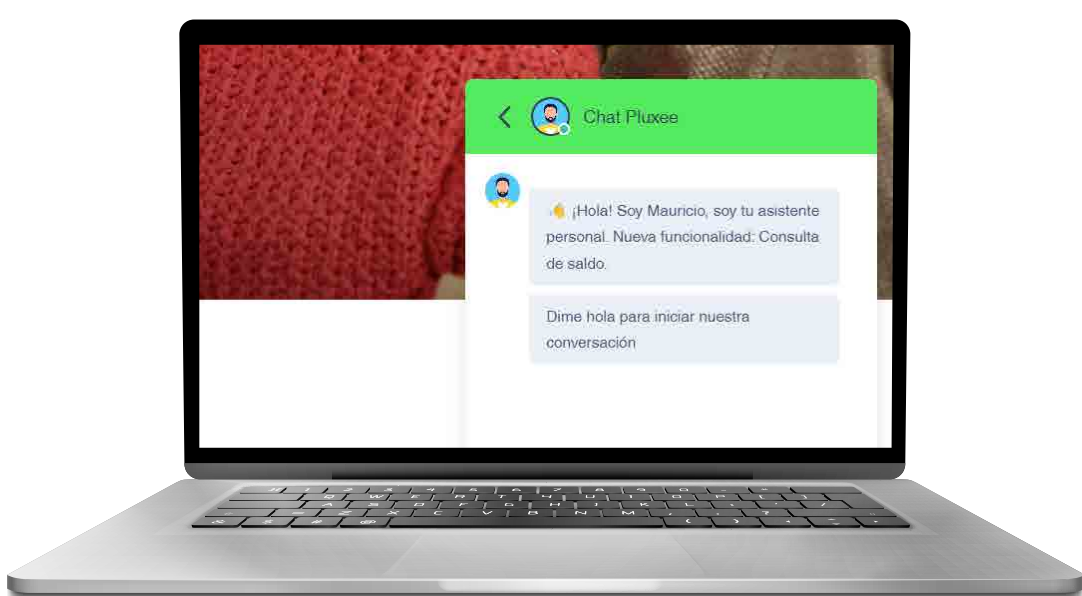 Chat Pluxee
👋 ¡Hola! Soy Mauricio, soy tu asistente
personal. Nueva funcionalidad: Consulta
de saldo.
Dime hola para iniciar nuestra
conversación